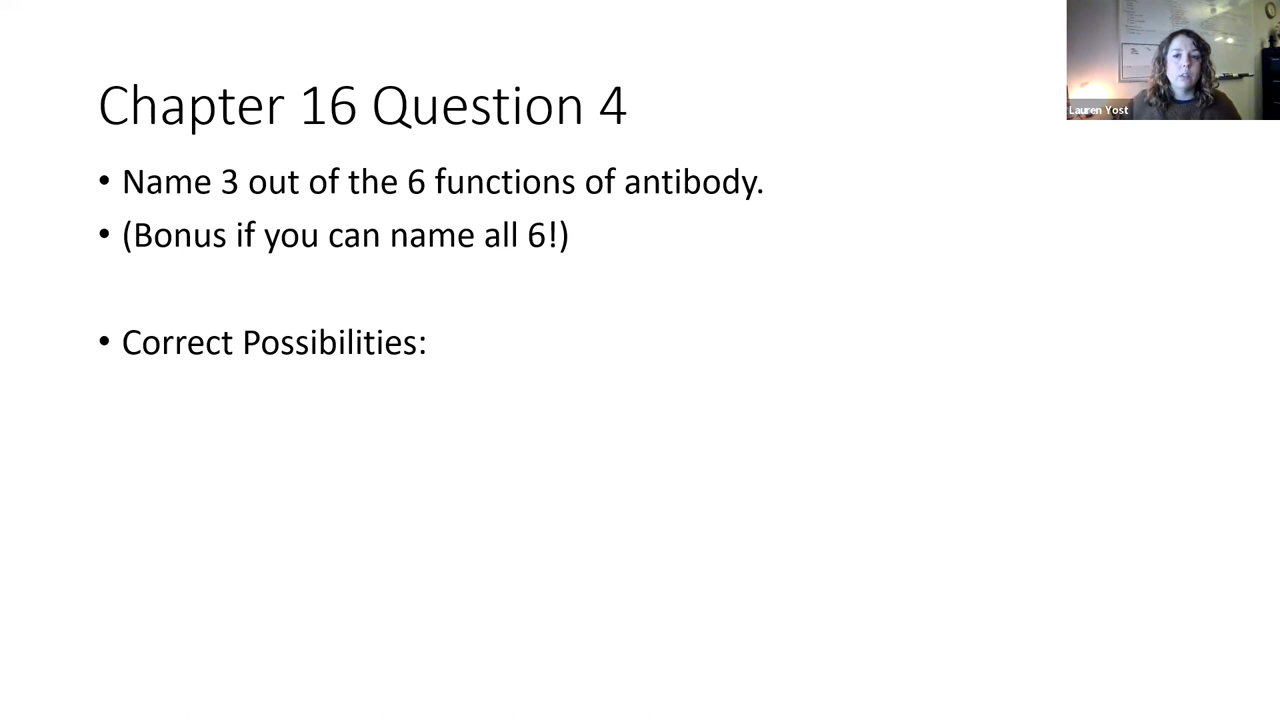 Chapter 16 Question 4
• Name 3 out of the 6 functions of antibody.
• (Bonus if you can name all 6!)
• Correct Possibilities:
Lauren Yost